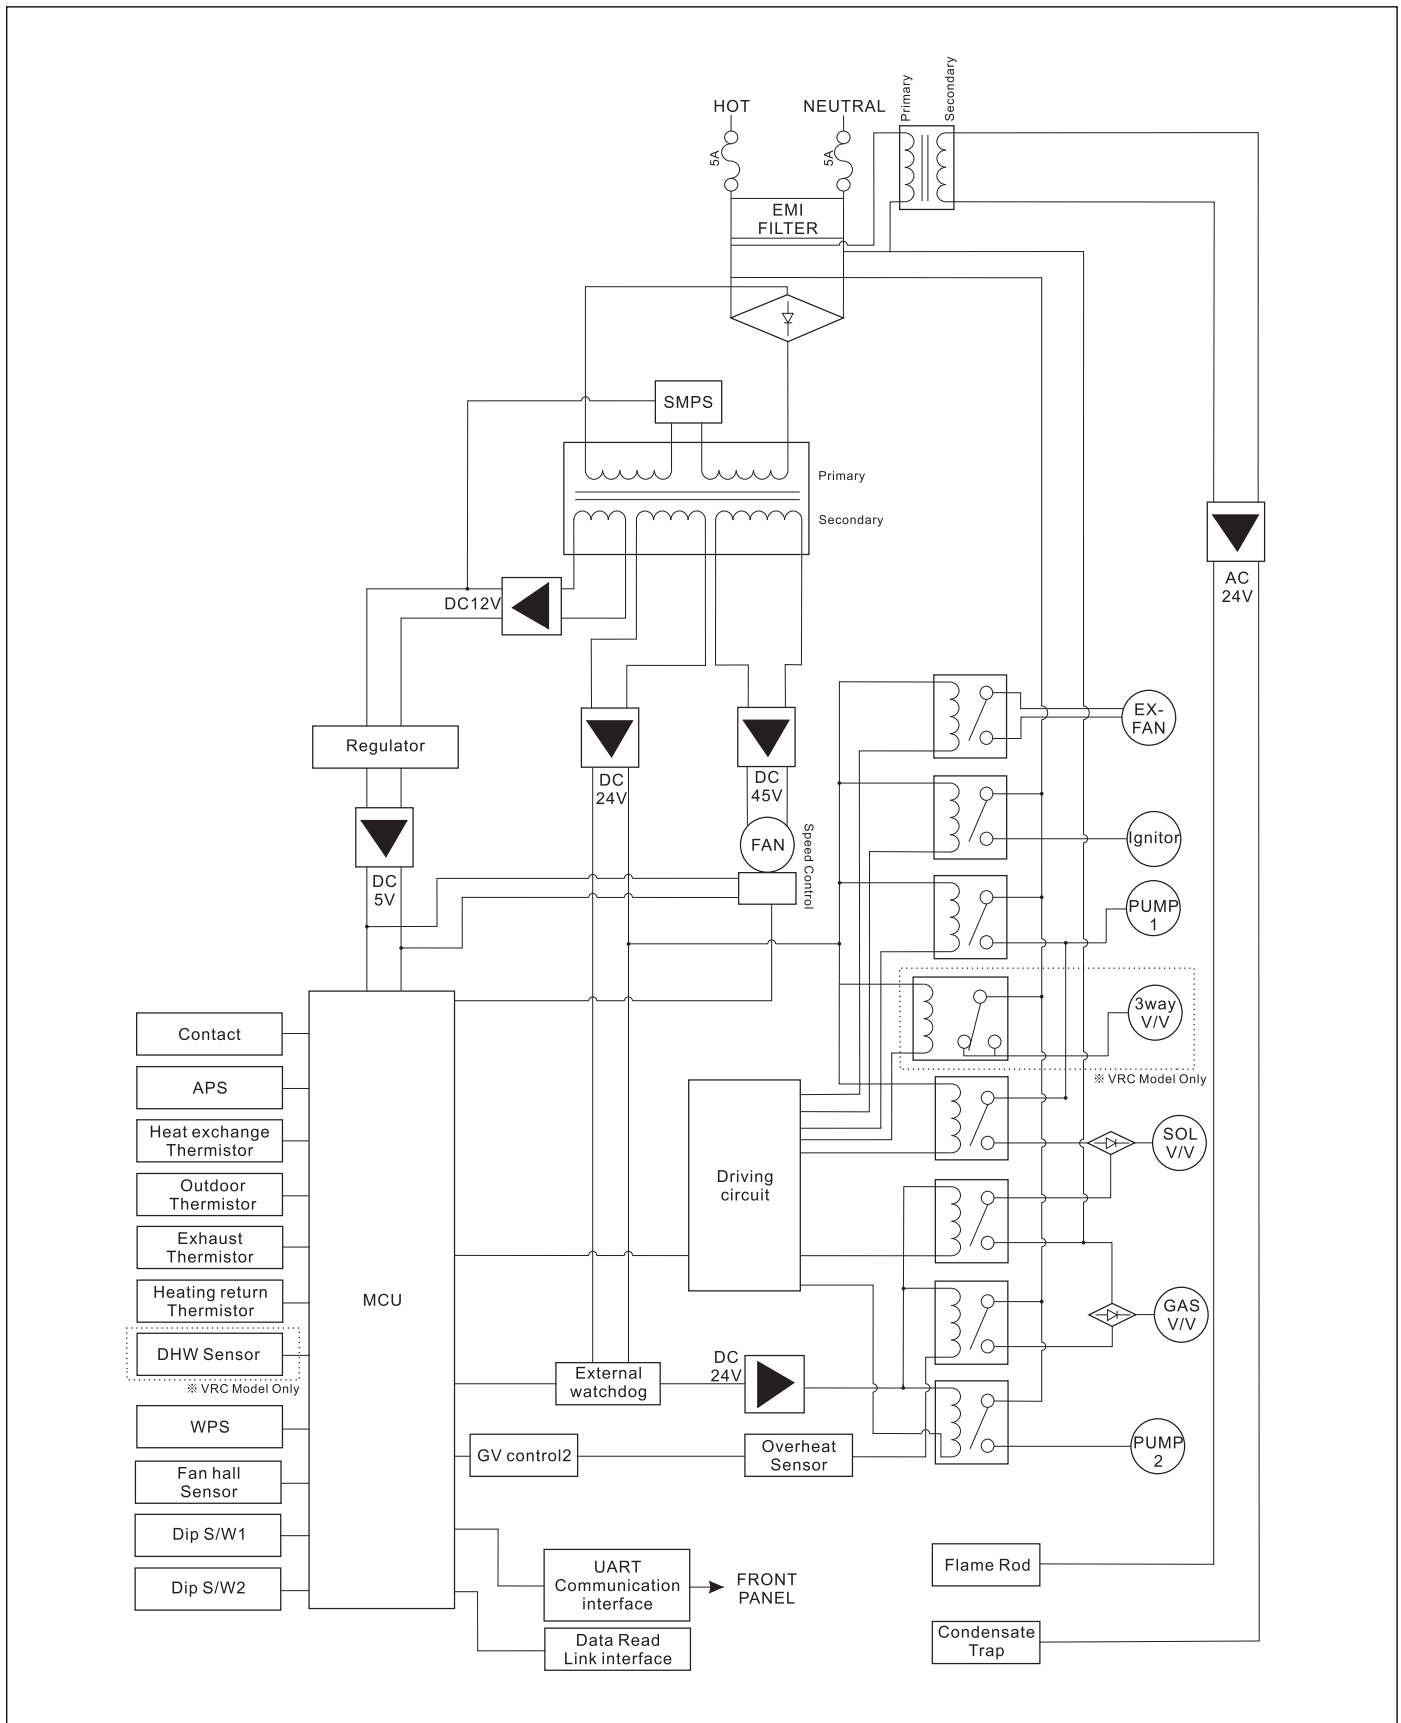 HOT
NEUTRAL
Primary
Secondary
5A
5A
EMI
FILTER
SMPS
Primary
Secondary
DC12V
AC
24V
Regulator
DC
24V
DC
45V
FAN
Speed Control
DC
5V
EX-
FAN
Ignitor
PUMP
1
3way
V/V
※ VRC Model Only
SOL
V/V
GAS
V/V
PUMP
2
Contact
APS
Heat exchange
Thermistor
Outdoor
Thermistor
Exhaust
Thermistor
Heating return
Thermistor
DHW Sensor
※ VRC Model Only
WPS
Fan hall
Sensor
Dip S/W1
Dip S/W2
MCU
Driving
circuit
External
watchdog
DC
24V
GV control2
Overheat
Sensor
UART
Communication
interface
FRONT
PANEL
Data Read
Link interface
Flame Rod
Condensate
Trap